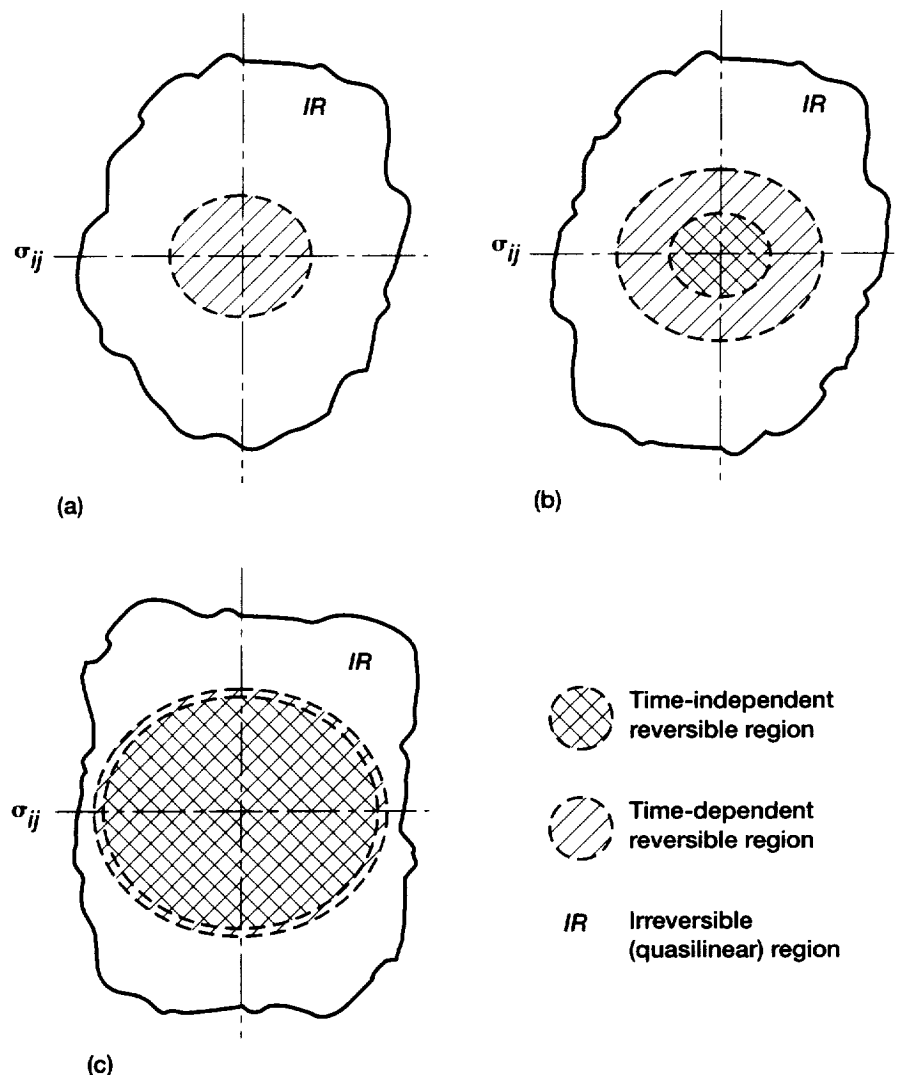 IR
IR
σij
σij
(a)
(b)
IR
Time-independent
reversible region
σij
Time-dependent
reversible region
IR Irreversible
(quasilinear) region
(c)